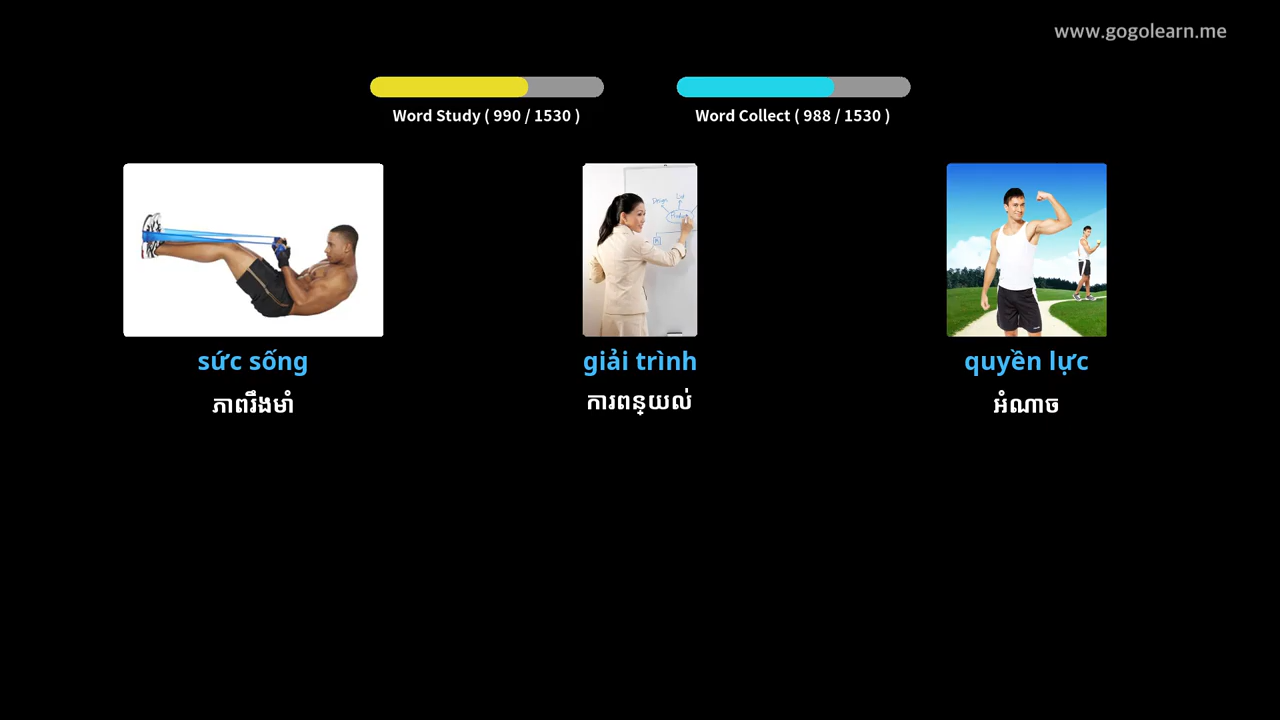 www.gogolearn.me
Word Study ( 990 / 1530 )
Word Collect ( 988 / 1530 )
sức sống
giải trình
quyền lực
ភាពរឹងមាំ
ការពន្យល់
អំណាច